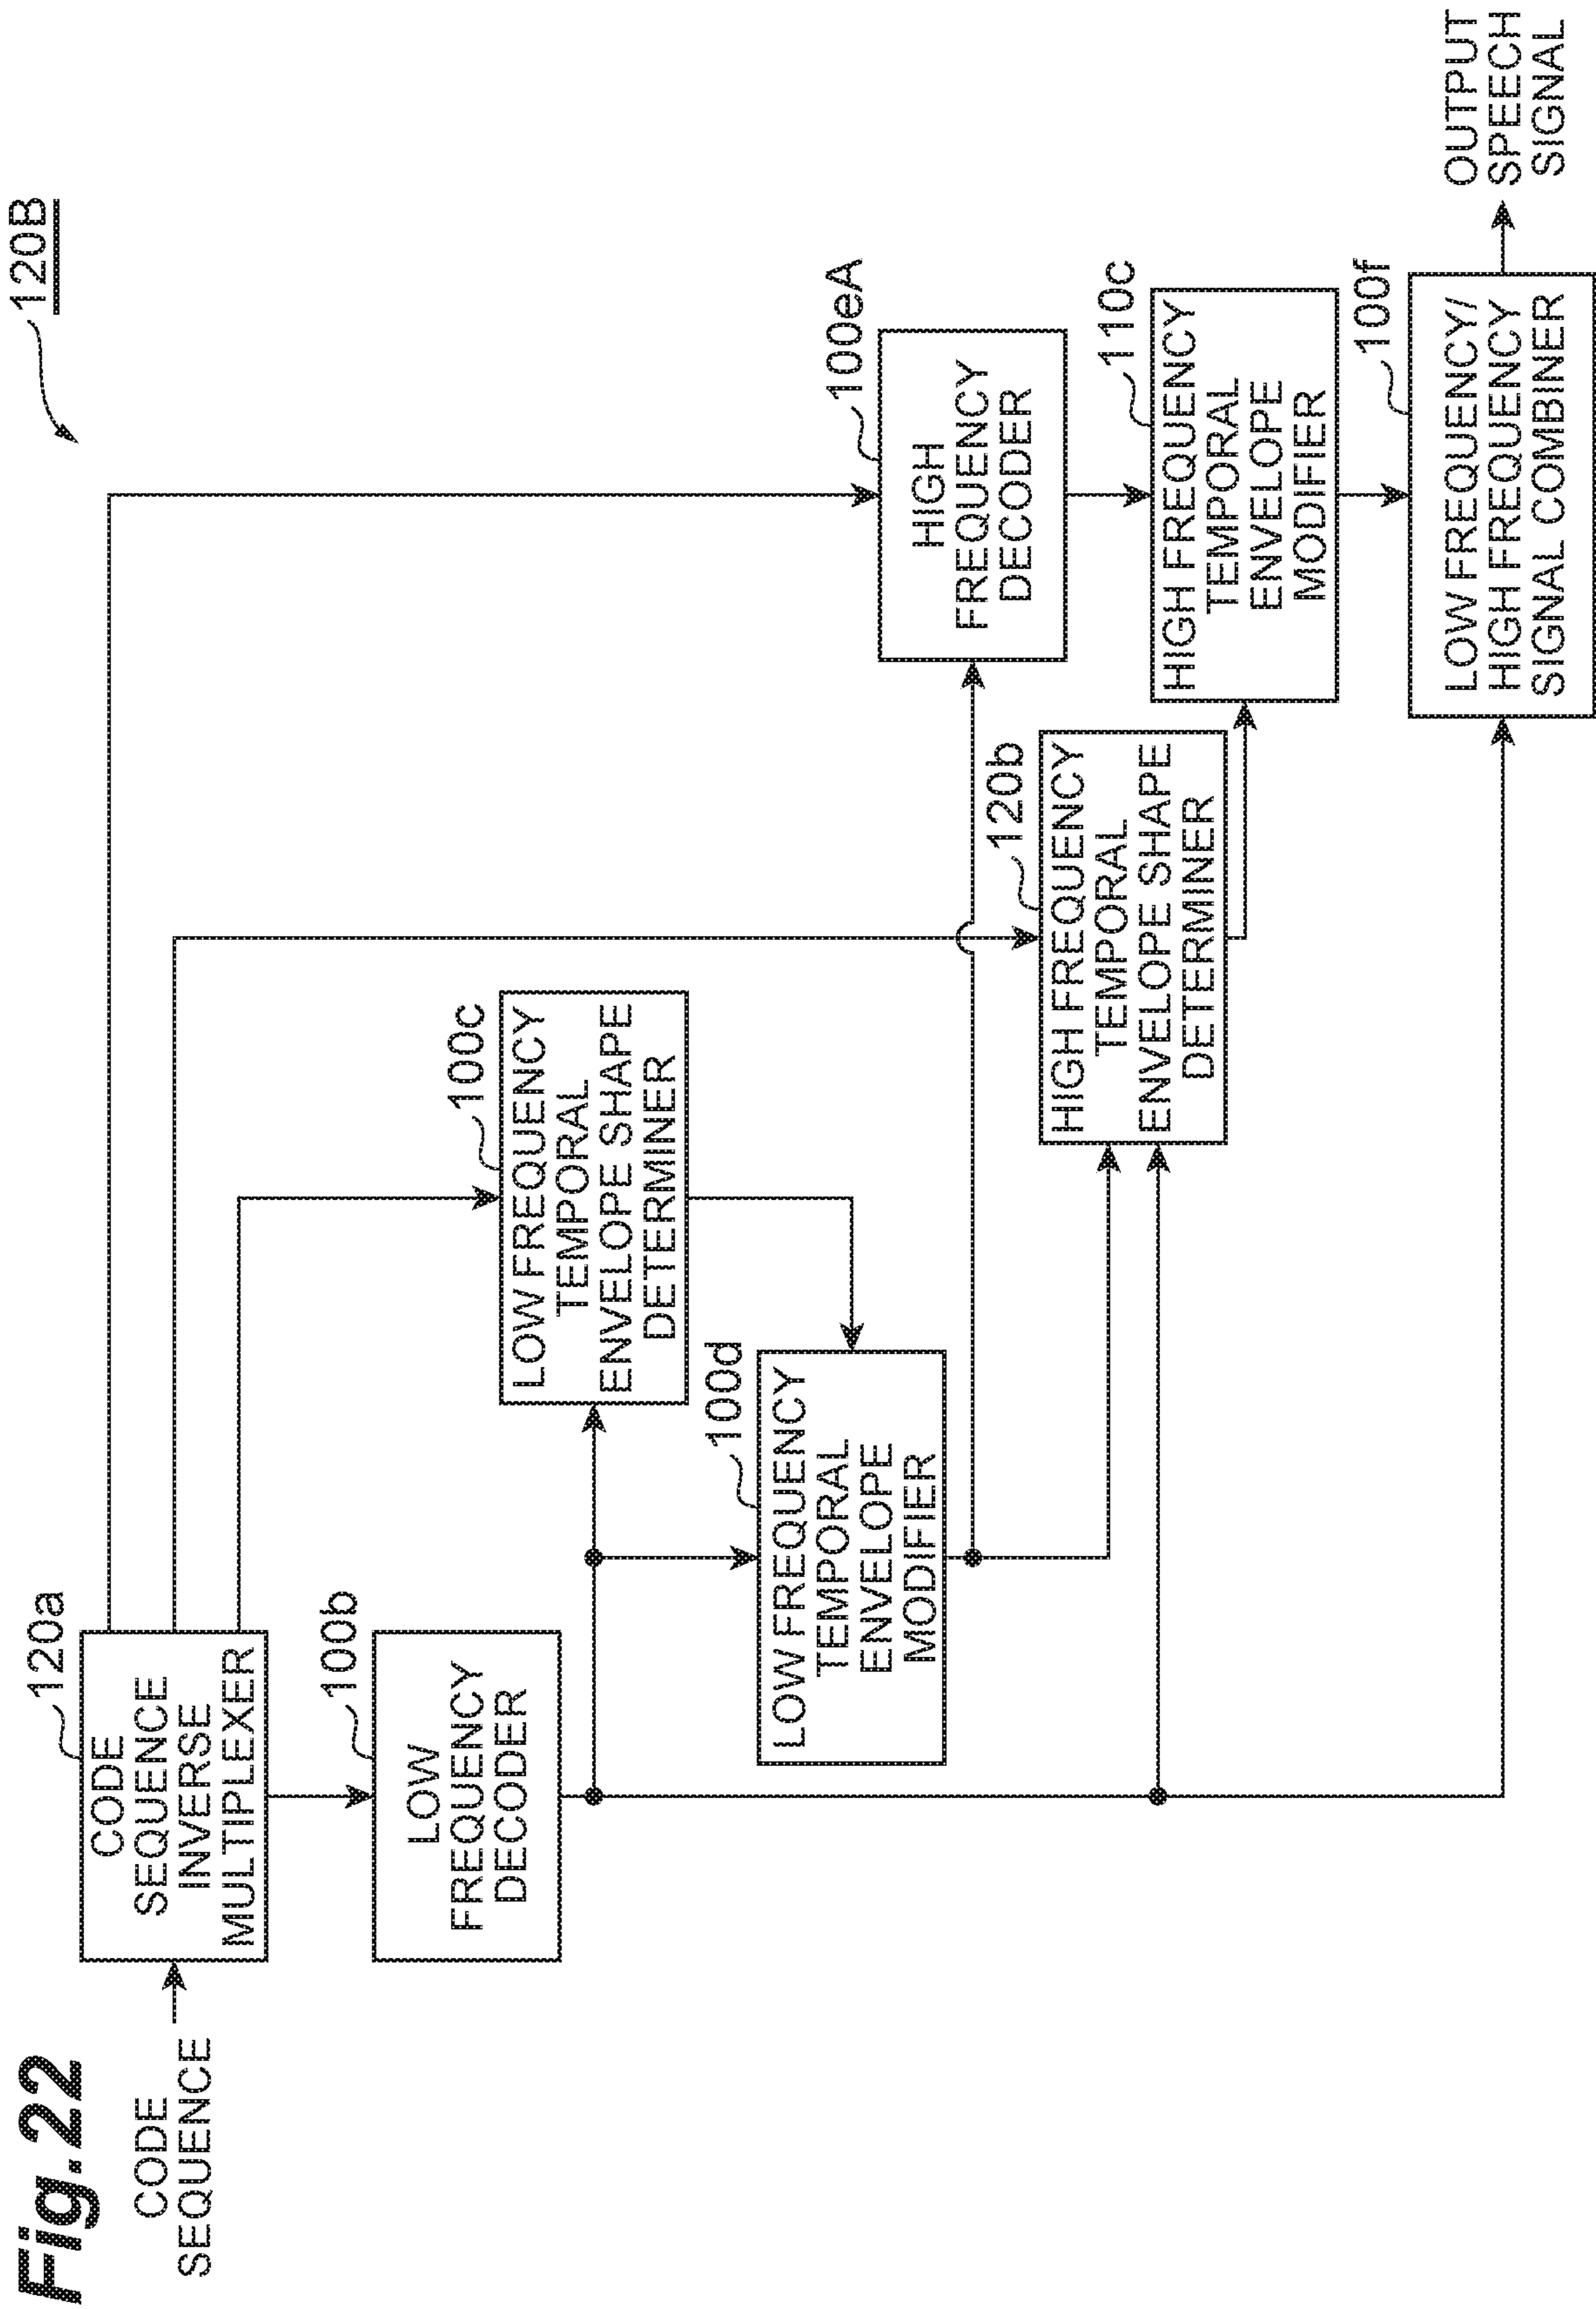 Fig.22
120B
CODE
SEQUENCE
120a
CODE
SEQUENCE
INVERSE
MULTIPLEXER
100b
LOW
FREQUENCY
DECODER
100c
LOW FREQUENCY
TEMPORAL
ENVELOPE SHAPE
DETERMINER
100d
LOW FREQUENCY
TEMPORAL
ENVELOPE
MODIFIER
120b
HIGH FREQUENCY
TEMPORAL
ENVELOPE SHAPE
DETERMINER
100eA
HIGH
FREQUENCY
DECODER
110c
HIGH FREQUENCY
TEMPORAL
ENVELOPE
MODIFIER
100f
LOW FREQUENCY/
HIGH FREQUENCY
SIGNAL COMBINER
OUTPUT
SPEECH
SIGNAL